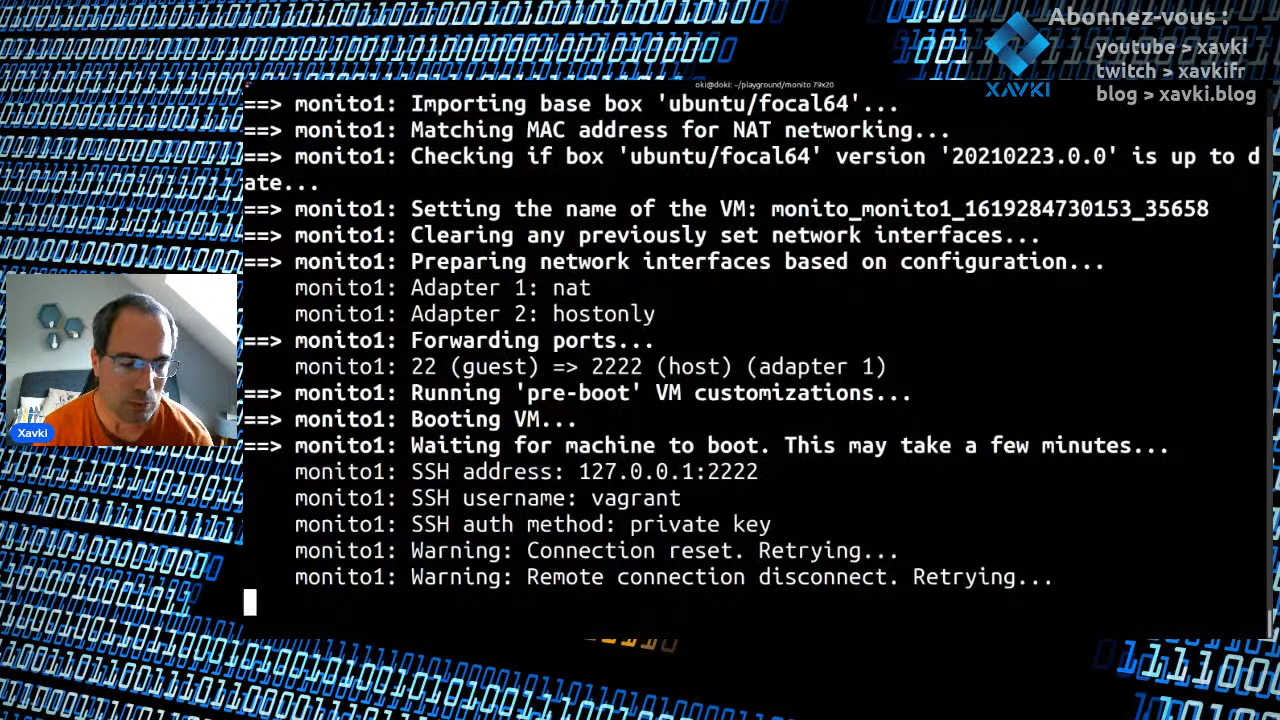 Abonnez-vous :
youtube > xavki
twitch > xavkifr
blog > xavki.blog
XAVKI
oki@doki: ~/playground/monito 79x20
==> monito1: Importing base box 'ubuntu/focal64'...
==> monito1: Matching MAC address for NAT networking...
==> monito1: Checking if box 'ubuntu/focal64' version '20210223.0.0' is up to d
ate...
==> monito1: Setting the name of the VM: monito_monito1_1619284730153_35658
==> monito1: Clearing any previously set network interfaces...
==> monito1: Preparing network interfaces based on configuration...
monito1: Adapter 1: nat
monito1: Adapter 2: hostonly
==> monito1: Forwarding ports...
monito1: 22 (guest) => 2222 (host) (adapter 1)
==> monito1: Running 'pre-boot' VM customizations...
==> monito1: Booting VM...
==> monito1: Waiting for machine to boot. This may take a few minutes...
monito1: SSH address: 127.0.0.1:2222
monito1: SSH username: vagrant
monito1: SSH auth method: private key
monito1: Warning: Connection reset. Retrying...
monito1: Warning: Remote connection disconnect. Retrying...
Xavki